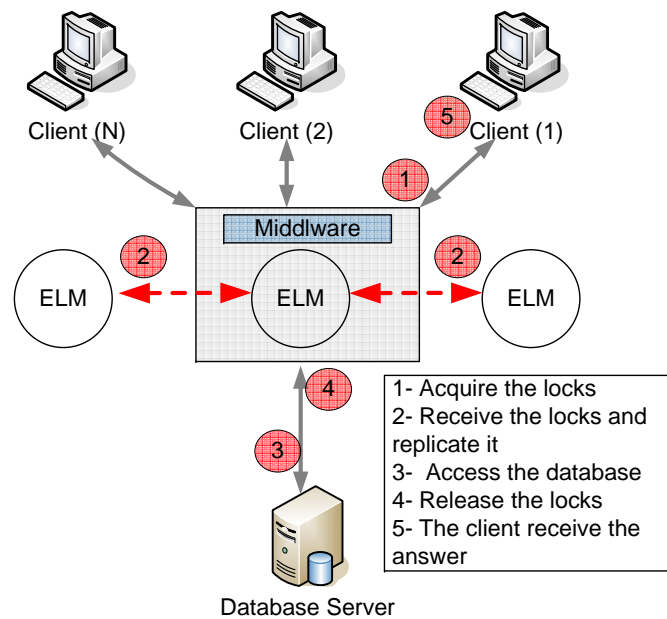 Client (N)
Client (2)
Client (1)
5
1
Middlware
2
2
ELM
ELM
ELM
4
3
1- Acquire the locks
2- Receive the locks and
replicate it
3- Access the database
4- Release the locks
5- The client receive the
answer
Database Server